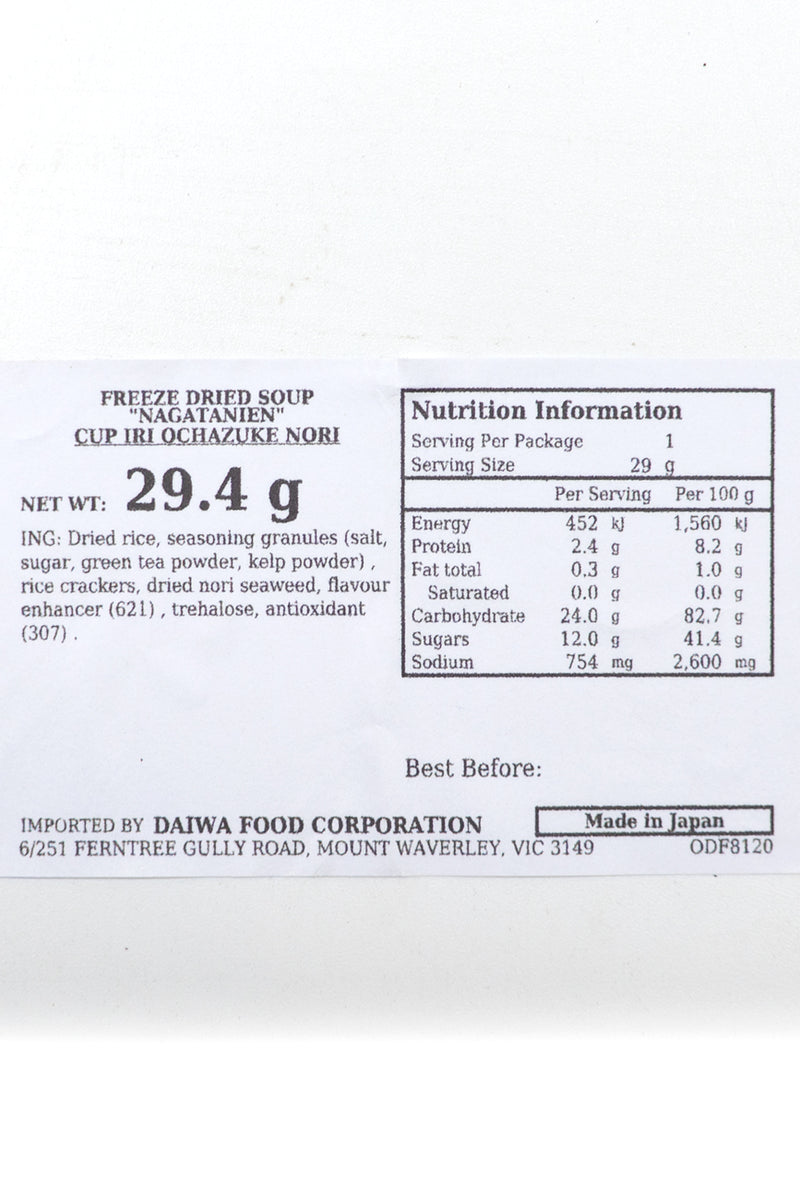 FREEZE DRIED SOUP
"NAGATANIEN"
CUP IRI OCHAZUKE NORI
NET WT: 29.4 g
ING: Dried rice, seasoning granules (salt,
sugar, green tea powder, kelp powder) ,
rice crackers, dried nori seaweed, flavour
enhancer (621) , trehalose, antioxidant
(307) .
Nutrition Information
Serving Per Package 1
Serving Size 29 g
Per Serving Per 100 g
Energy 452 kJ 1,560 kJ
Protein 2.4 g 8.2 g
Fat total 0.3 g 1.0 g
Saturated 0.0 g 0.0 g
Carbohydrate 24.0 g 82.7 g
Sugars 12.0 g 41.4 g
Sodium 754 mg 2,600 mg
Best Before:
IMPORTED BY DAIWA FOOD CORPORATION
Made in Japan
6/251 FERNTREE GULLY ROAD, MOUNT WAVERLEY, VIC 3149
ODF8120